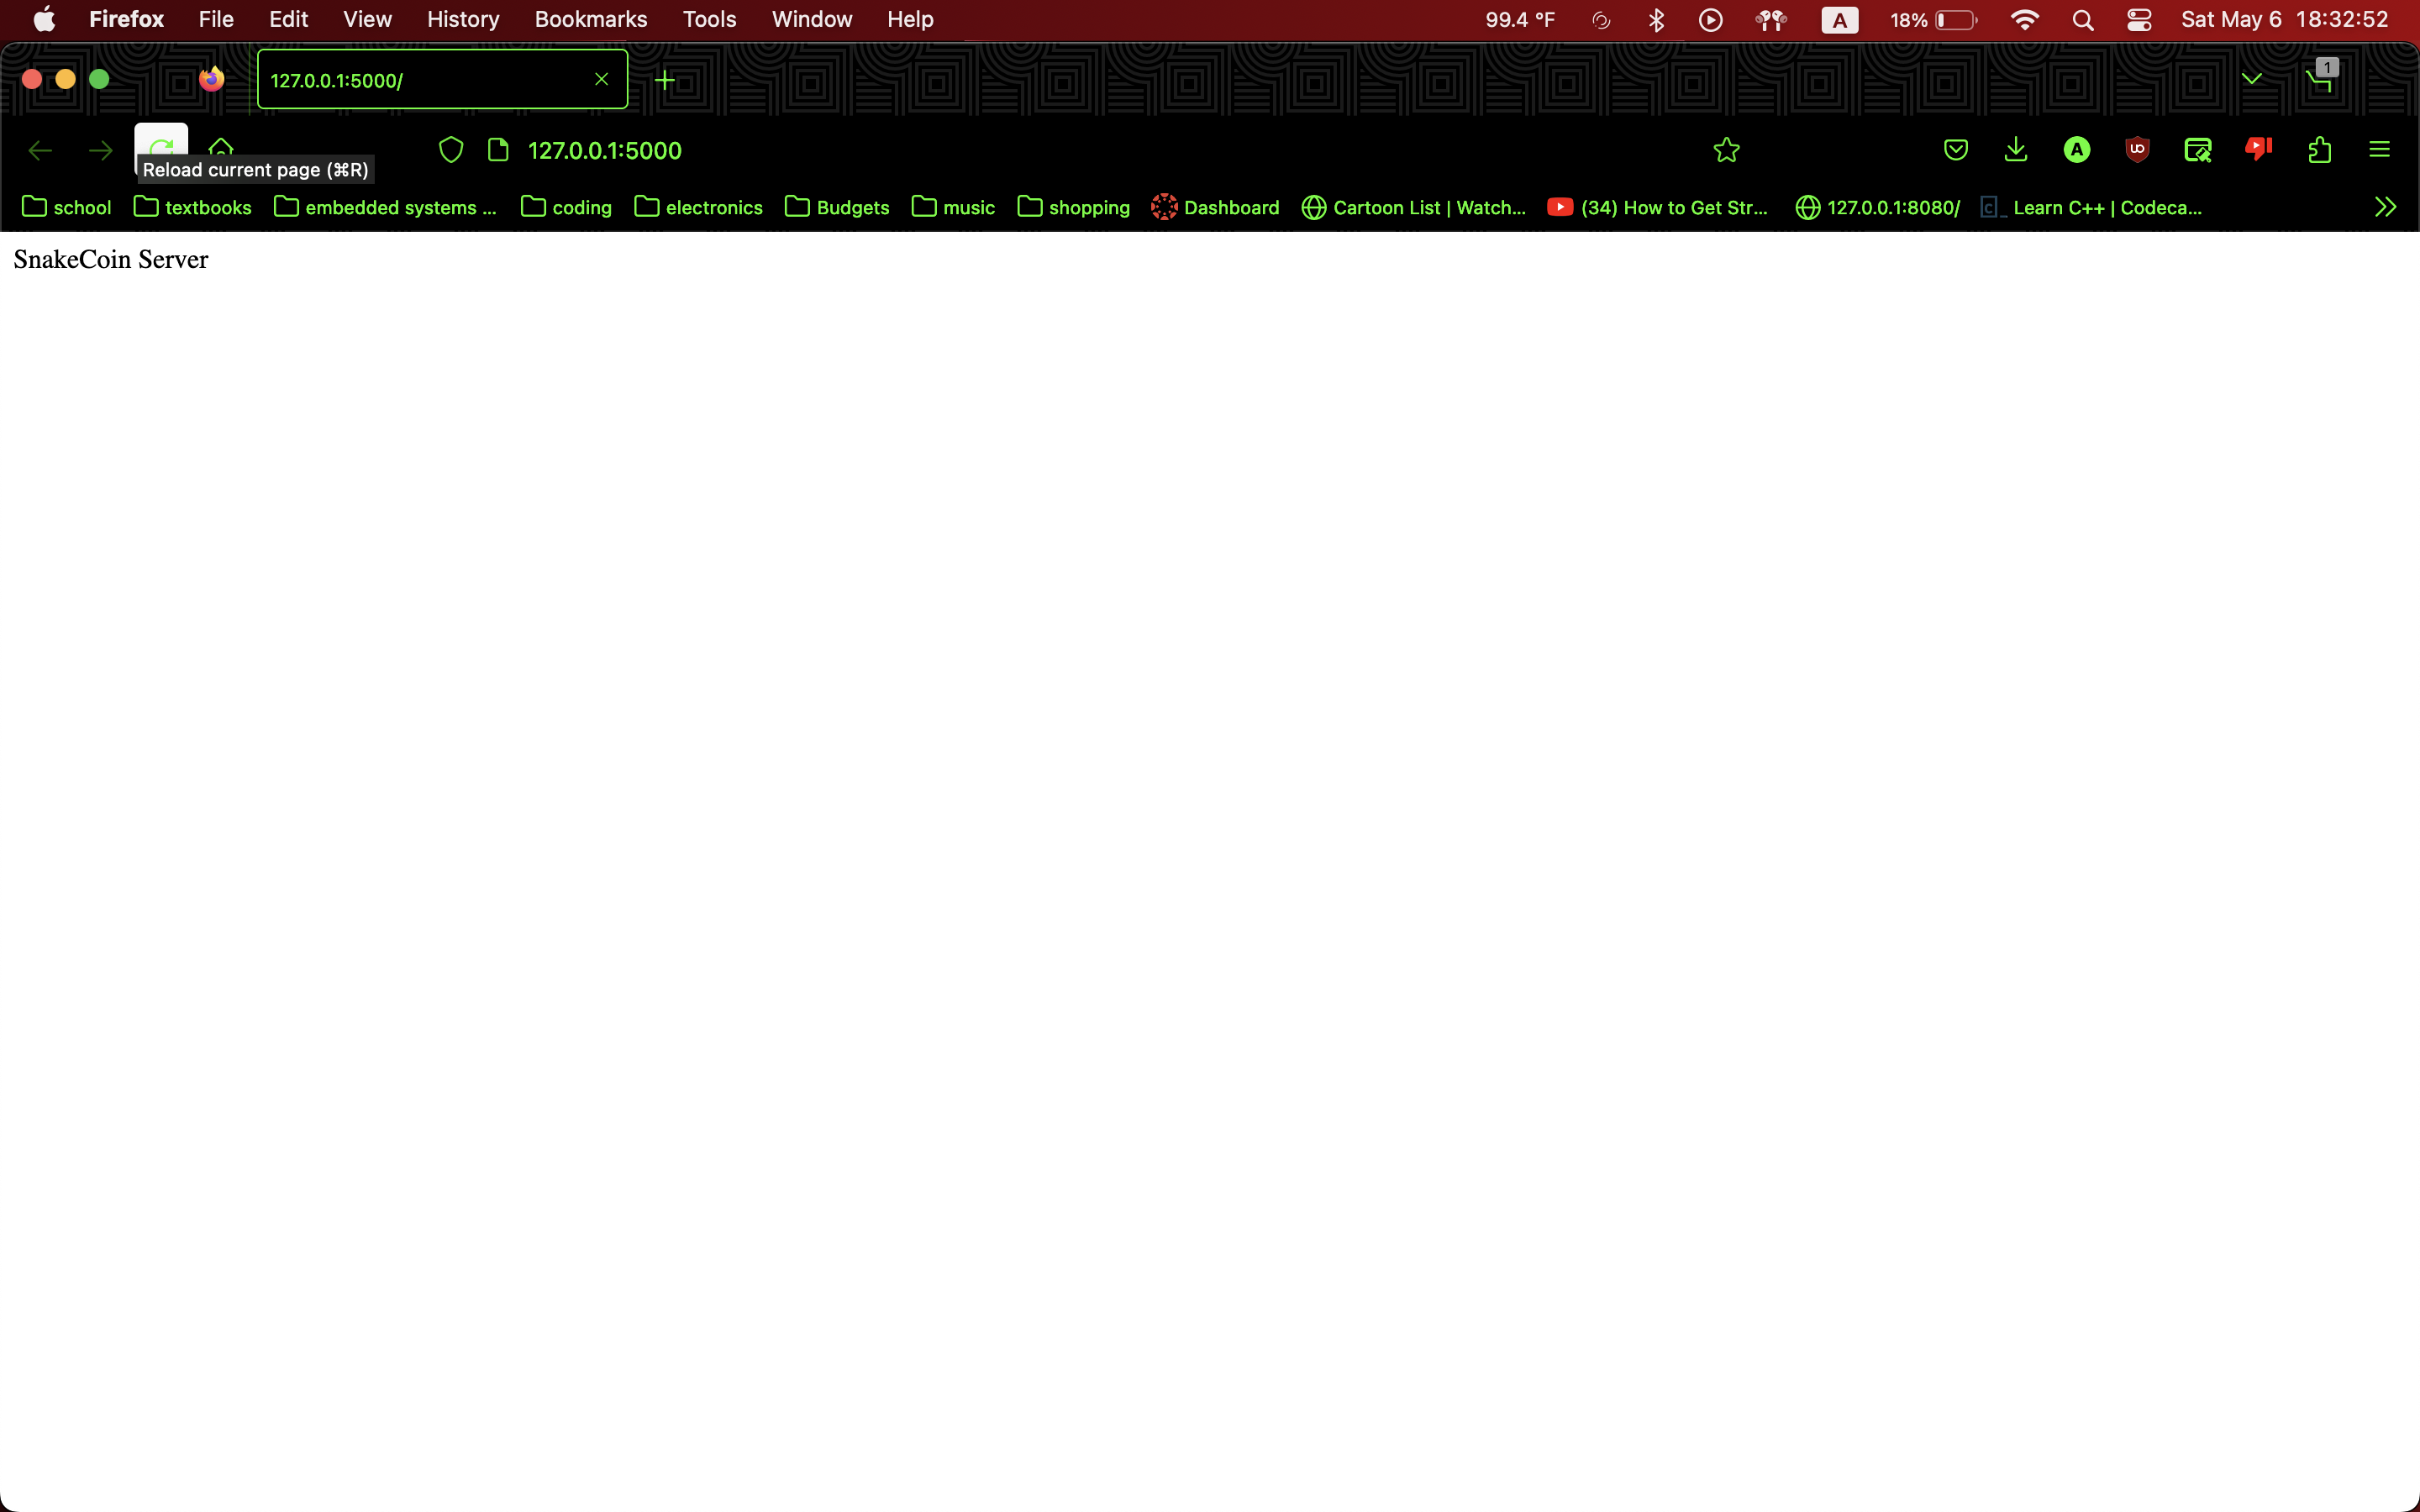 Firefox File Edit View History Bookmarks Tools Window Help 99.4 °F A 18% Sat May 6 18:32:52
127.0.0.1:5000/ 1
127.0.0.1:5000 A UO
Reload current page (⌘R)
school textbooks embedded systems ... coding electronics Budgets music shopping Dashboard Cartoon List | Watch... (34) How to Get Str... 127.0.0.1:8080/ C _ Learn C++ | Codeca...
SnakeCoin Server